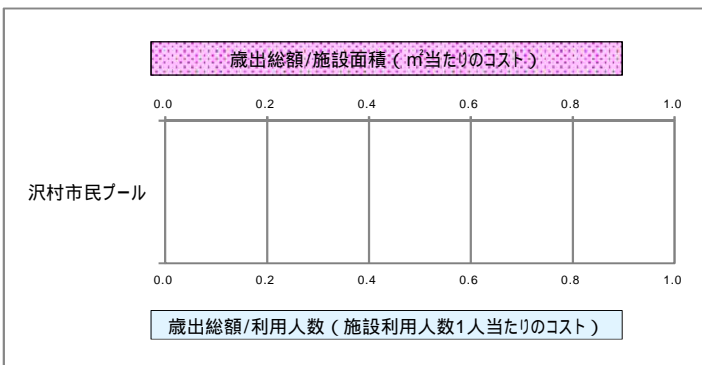 歳出総額/施設面積（㎡当たりのコスト）
0.0 0.2 0.4 0.6 0.8 1.0
沢村市民プール
0.0 0.2 0.4 0.6 0.8 1.0
歳出総額/利用人数（施設利用人数1人当たりのコスト）